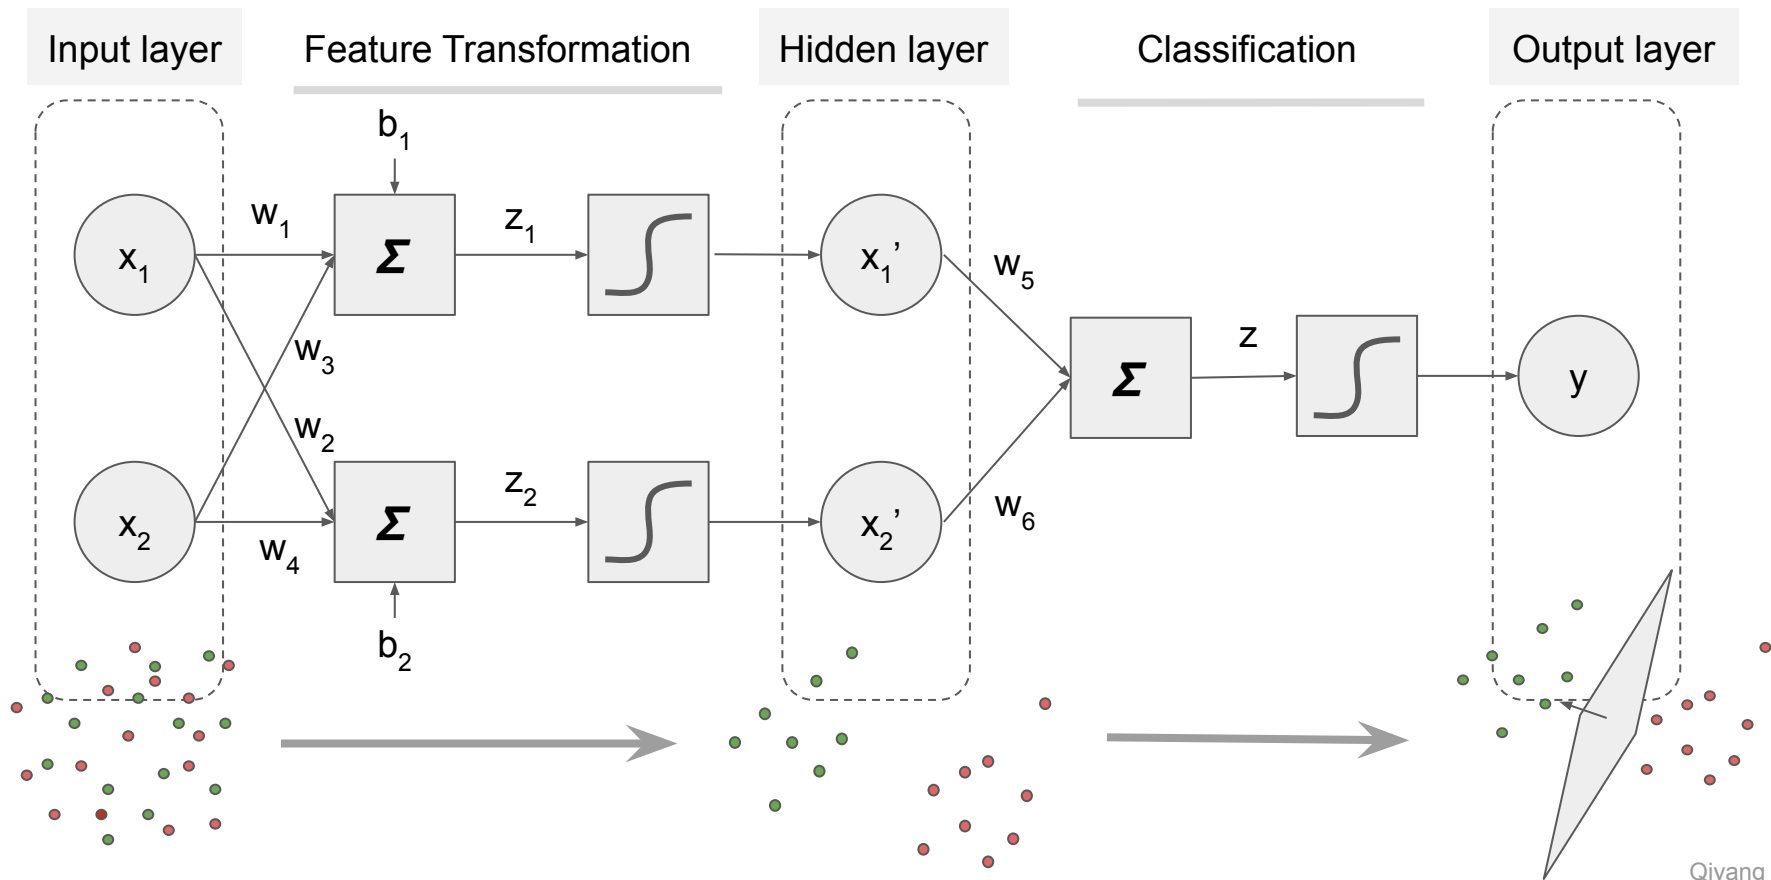 Input layer
Feature Transformation
Hidden layer
Classification
Output layer
b₁
w₁
z₁
x₁
Σ
x₁’
w₅
w₃
z
Σ
y
w₂
z₂
w₆
x₂
Σ
x₂’
w₄
b₂
Qiyang